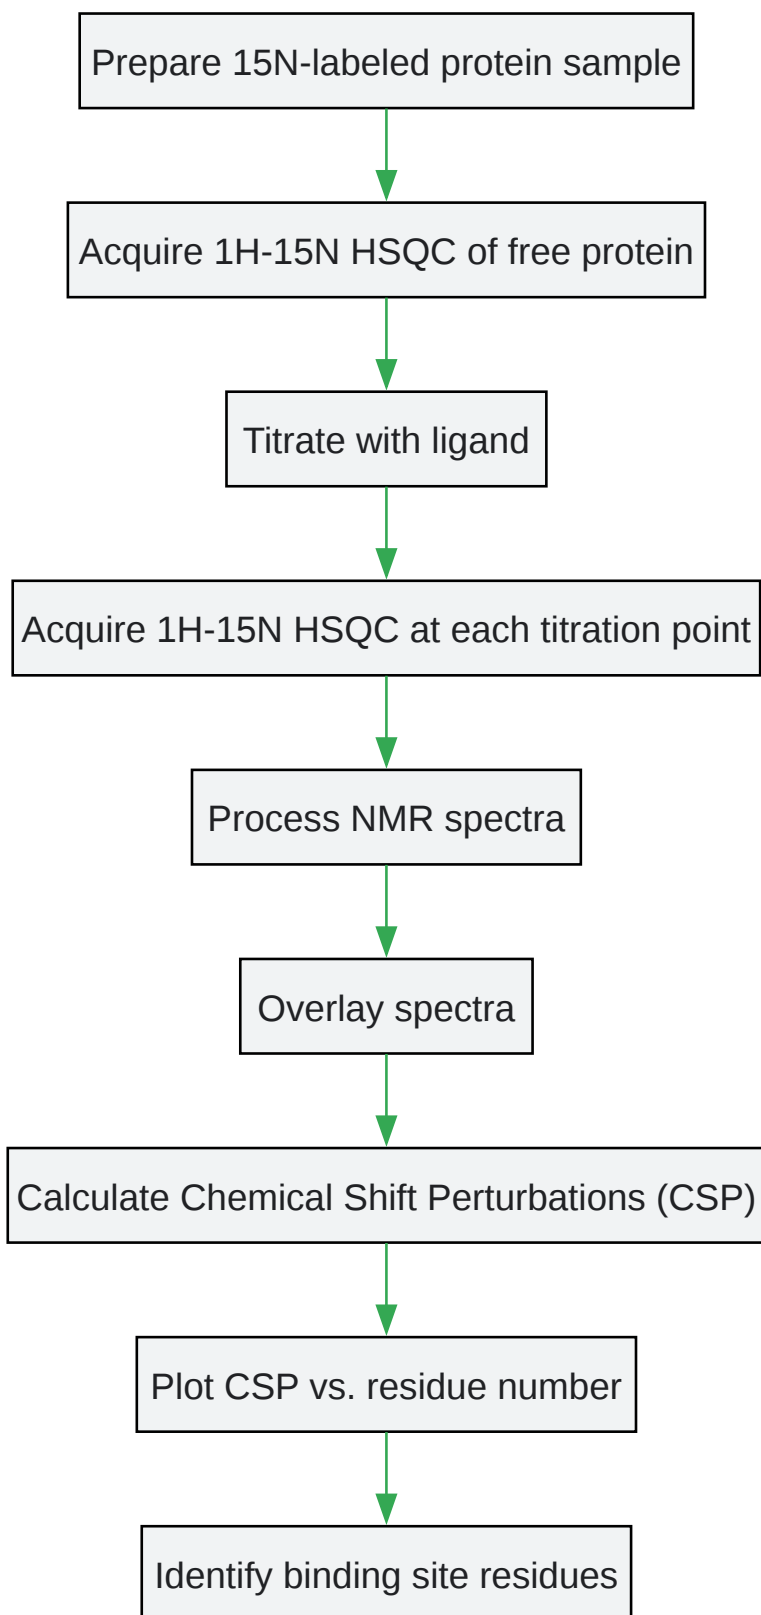 Prepare 15N-labeled protein sample
Acquire 1H-15N HSQC of free protein
Titrate with ligand
Acquire 1H-15N HSQC at each titration point
Process NMR spectra
Overlay spectra
Calculate Chemical Shift Perturbations (CSP)
Plot CSP vs. residue number
Identify binding site residues